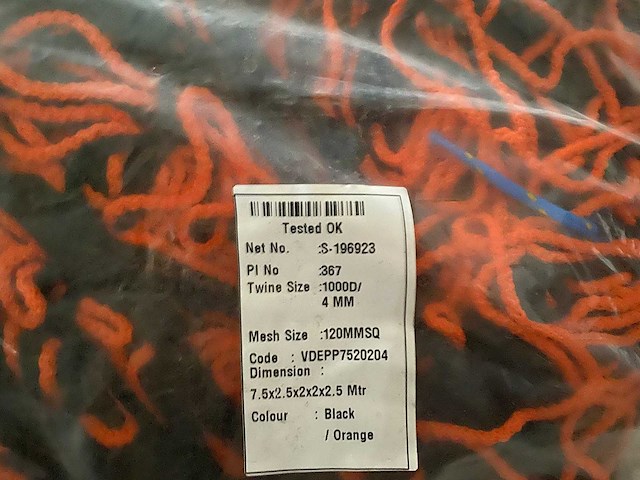 Tested OK
Net No. :S-196923
PI No :367
Twine Size :1000D/
4 MM
Mesh Size :120MMSQ
Code : VDEPP7520204
Dimension :
7.5x2.5x2x2x2.5 Mtr
Colour : Black
/ Orange